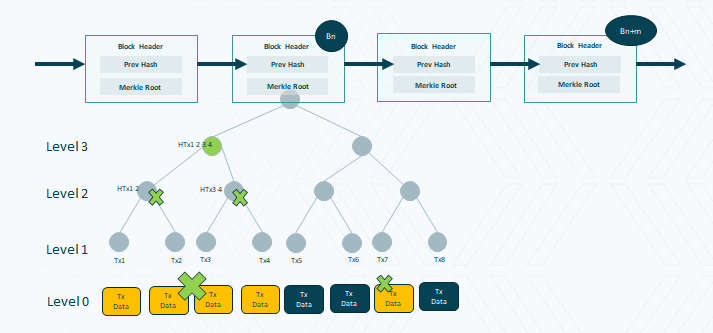 Bn
Bn+m
Block Header
Block Header
Block Header
Block Header
Prev Hash
Prev Hash
Prev Hash
Prev Hash
Merkle Root
Merkle Root
Merkle Root
Merkle Root
Level 3
HTx1 2 3 4
Level 2
HTx1 2
HTx3 4
Level 1
Tx1
Tx2
Tx3
Tx4
Tx5
Tx6
Tx7
Tx8
Level 0
Tx
Data
Tx
Data
Tx
Data
Tx
Data
Tx
Data
Tx
Data
Tx
Data
Tx
Data